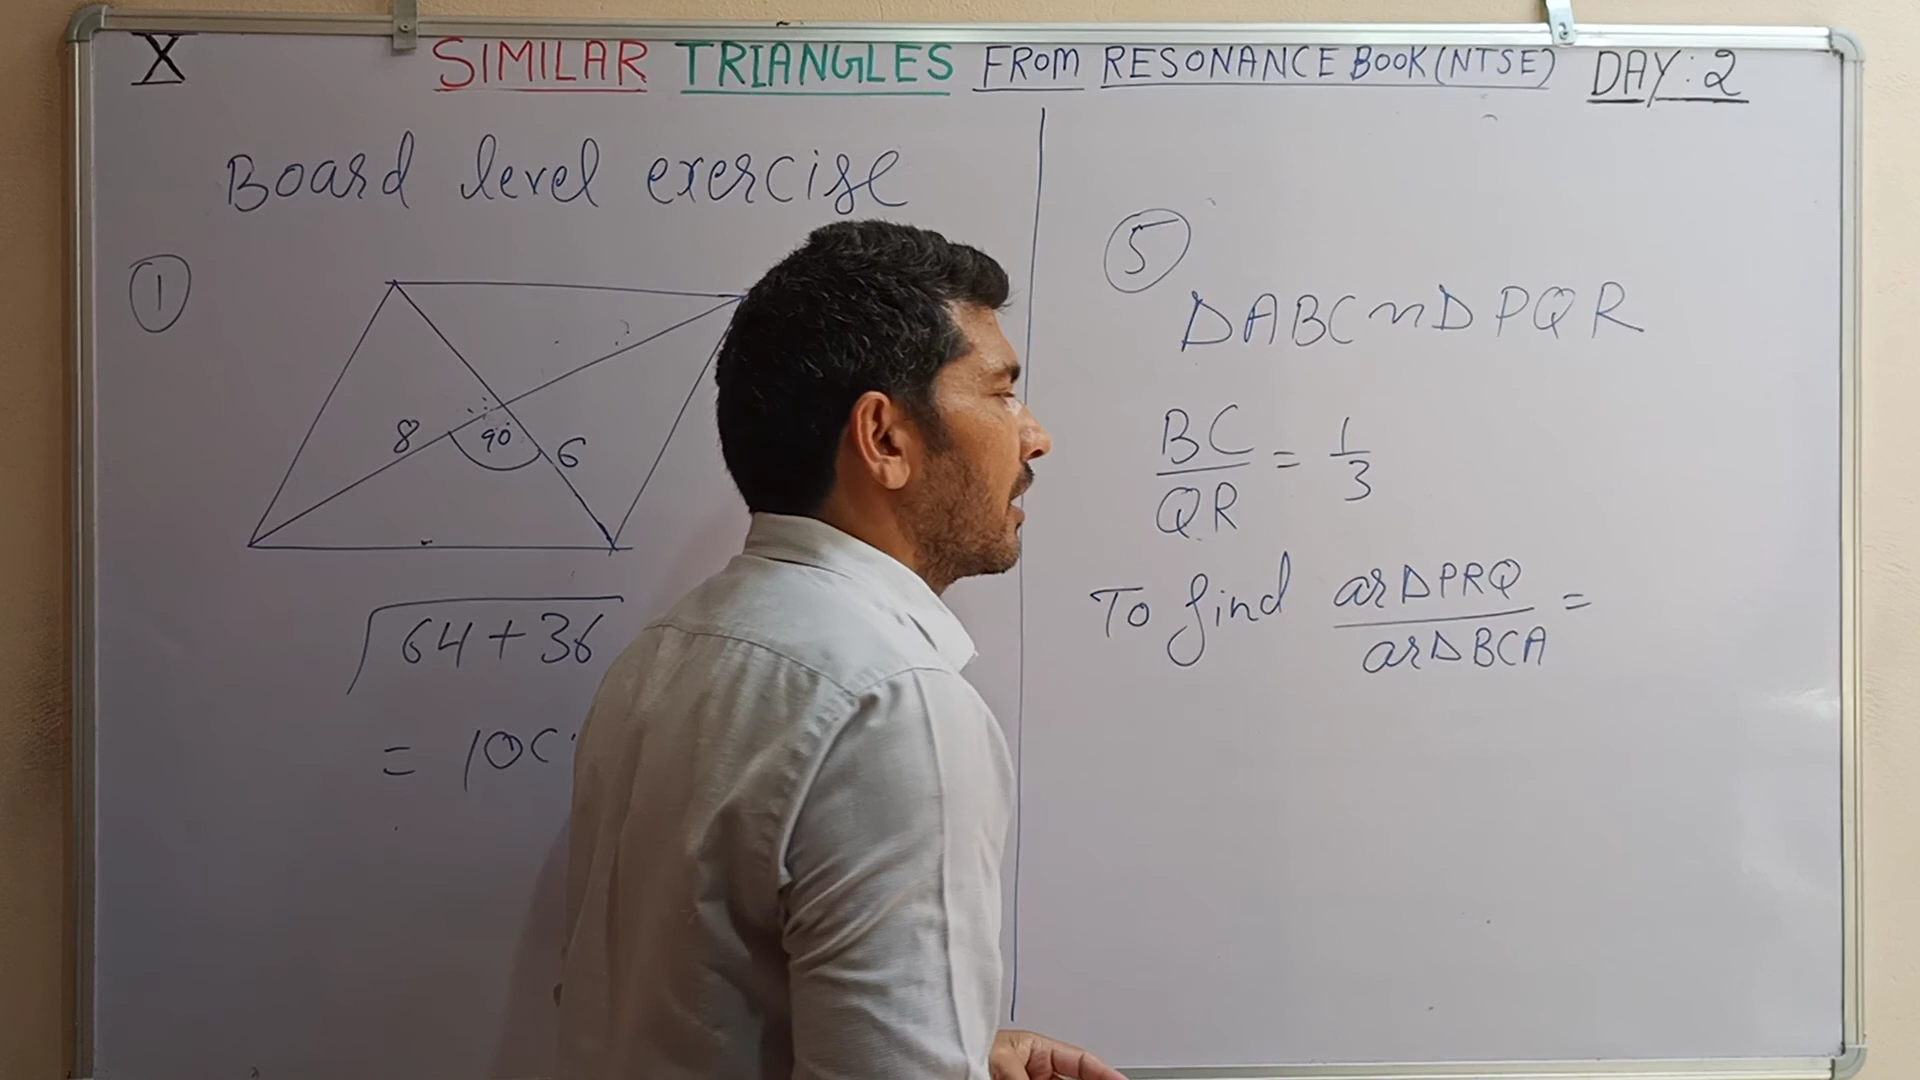 X SIMILAR TRIANGLES FROM RESONANCE BOOK (NTSE) DAY : 2
Board level exercise
1
8 90 6
√64+36
= 10
5
ΔABC ~ Δ PQR
BC/QR = 1/3
To find arΔPRQ/arΔBCA =